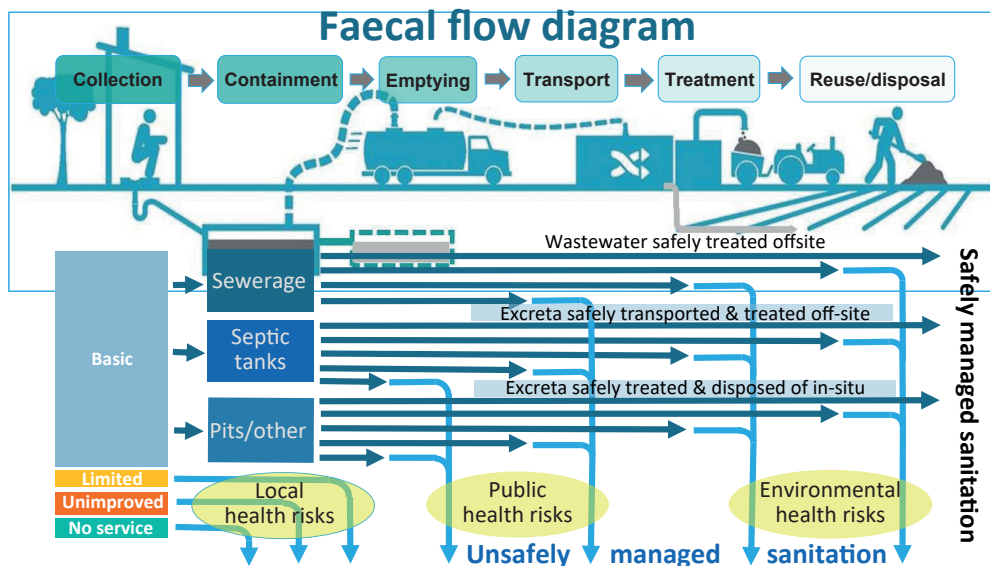 Faecal flow diagram
Collection
Containment
Emptying
Transport
Treatment
Reuse/disposal
Wastewater safely treated offsite
Sewerage
Excreta safely transported & treated off-site
Septic
tanks
Basic
Excreta safely treated & disposed of in-situ
Pits/other
Safely managed sanitation
Limited
Unimproved
No service
Local
health risks
Public
health risks
Environmental
health risks
Unsafely managed sanitation